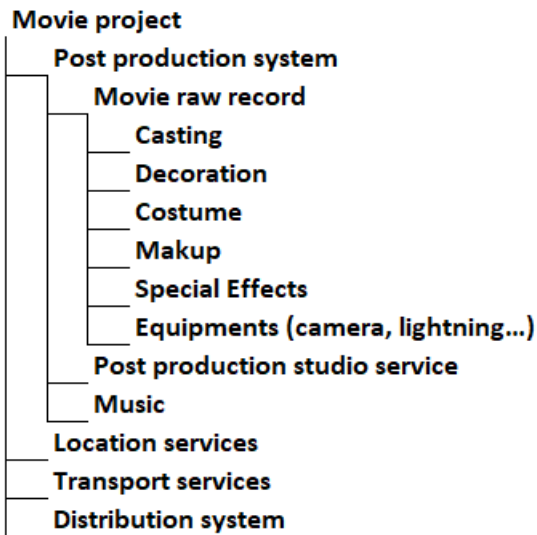 Movie project
Post production system
Movie raw record
Casting
Decoration
Costume
Makup
Special Effects
Equipments (camera, lightning...)
Post production studio service
Music
Location services
Transport services
Distribution system